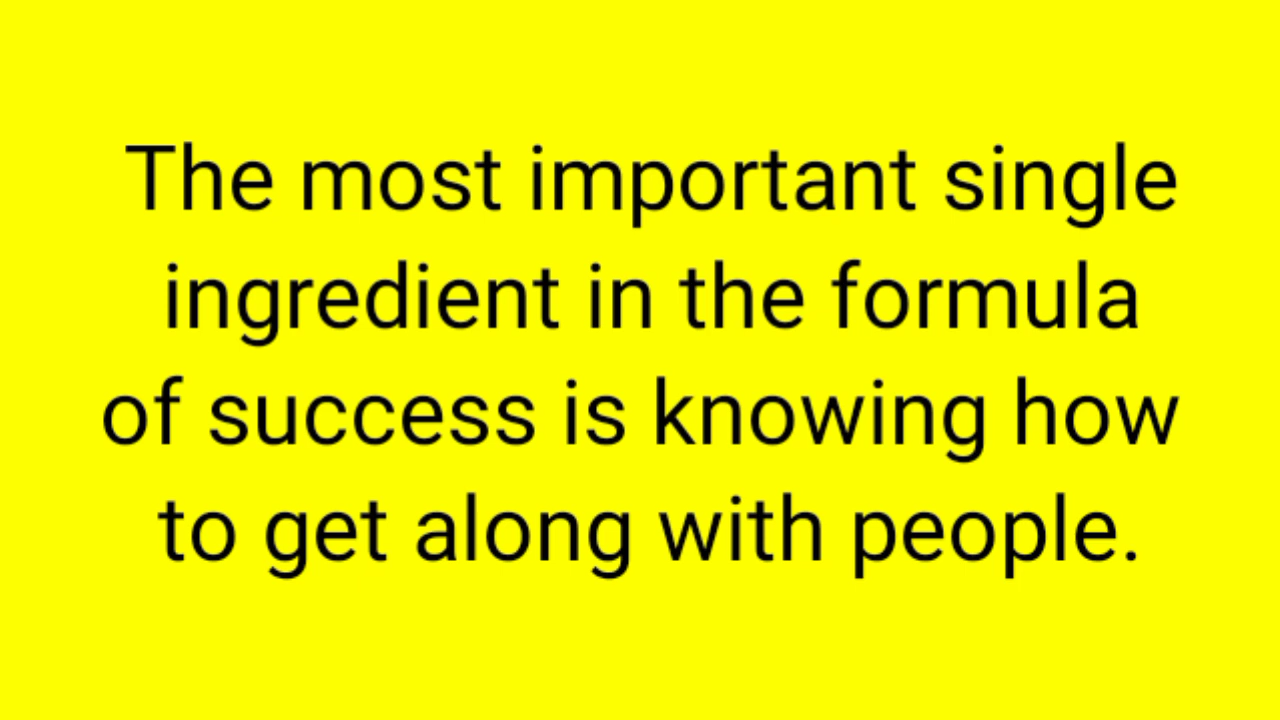 The most important single
ingredient in the formula
of success is knowing how
to get along with people.